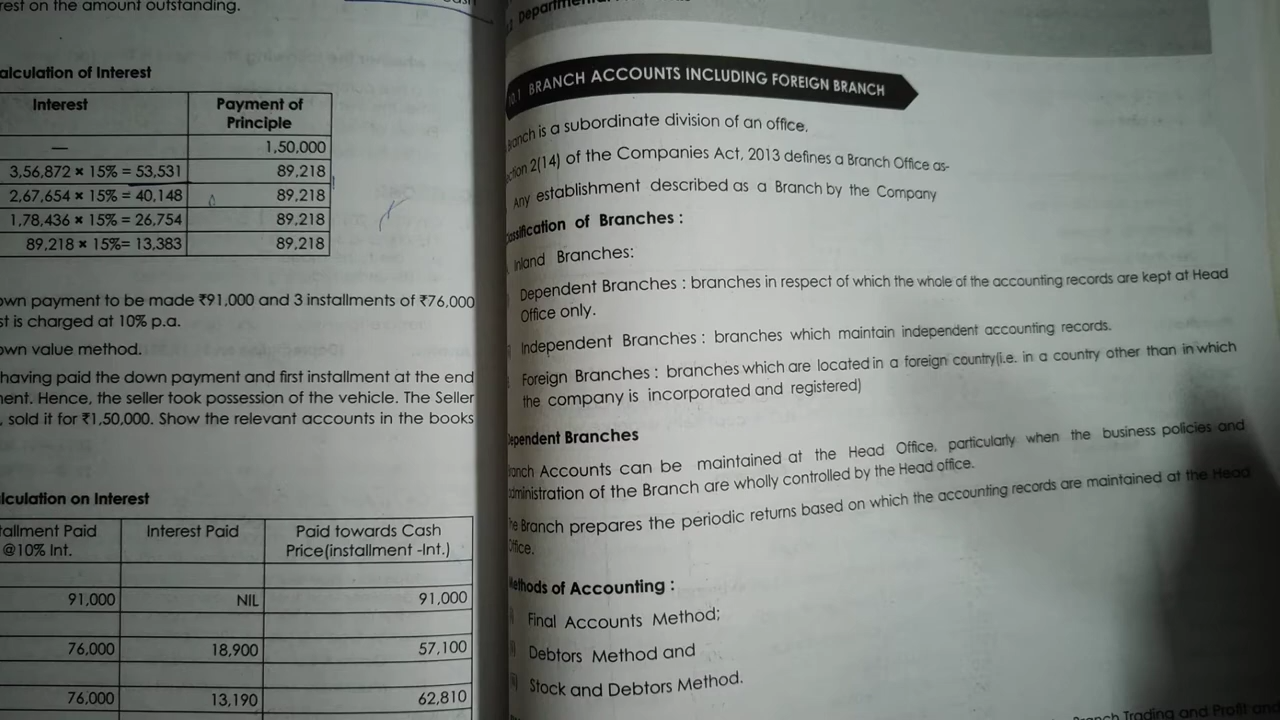 rest on the amount outstanding.
alculation of Interest
Interest Payment of Principle
— 1,50,000
3,56,872 × 15% = 53,531 89,218
2,67,654 × 15% = 40,148 89,218
1,78,436 × 15% = 26,754 89,218
89,218 × 15%= 13,383 89,218
own payment to be made ₹91,000 and 3 installments of ₹76,000
st is charged at 10% p.a.
own value method.
having paid the down payment and first installment at the end
ment. Hence, the seller took possession of the vehicle. The Seller
, sold it for ₹1,50,000. Show the relevant accounts in the books
lculation on Interest
tallment Paid @10% Int. Interest Paid Paid towards Cash Price(installment -Int.)
91,000 NIL 91,000
76,000 18,900 57,100
76,000 13,190 62,810
10.1 BRANCH ACCOUNTS INCLUDING FOREIGN BRANCH
Branch is a subordinate division of an office.
ection 2(14) of the Companies Act, 2013 defines a Branch Office as-
Any establishment described as a Branch by the Company
lassification of Branches :
Inland Branches:
Dependent Branches : branches in respect of which the whole of the accounting records are kept at Head
Office only.
Independent Branches : branches which maintain independent accounting records.
Foreign Branches : branches which are located in a foreign country(i.e. in a country other than in which
the company is incorporated and registered)
ependent Branches
ranch Accounts can be maintained at the Head Office, particularly when the business policies and
dministration of the Branch are wholly controlled by the Head office.
he Branch prepares the periodic returns based on which the accounting records are maintained at the Head
Office.
Methods of Accounting :
i) Final Accounts Method;
ii) Debtors Method and
iii) Stock and Debtors Method.
Branch Trading and Profit and